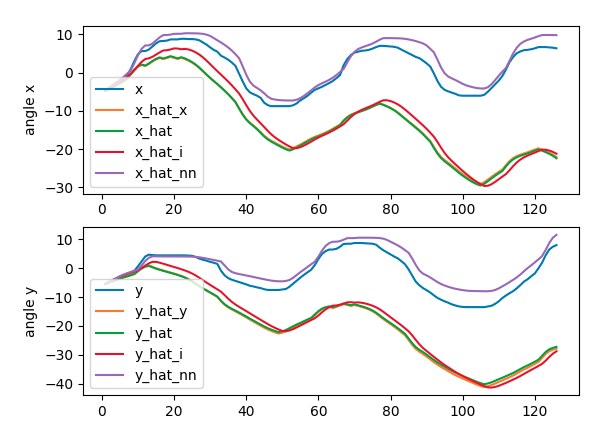 10
0
−10
−20
−30
angle x
x
x_hat_x
x_hat
x_hat_i
x_hat_nn
0 20 40 60 80 100 120
10
0
−10
−20
−30
−40
angle y
y
y_hat_y
y_hat
y_hat_i
y_hat_nn
0 20 40 60 80 100 120